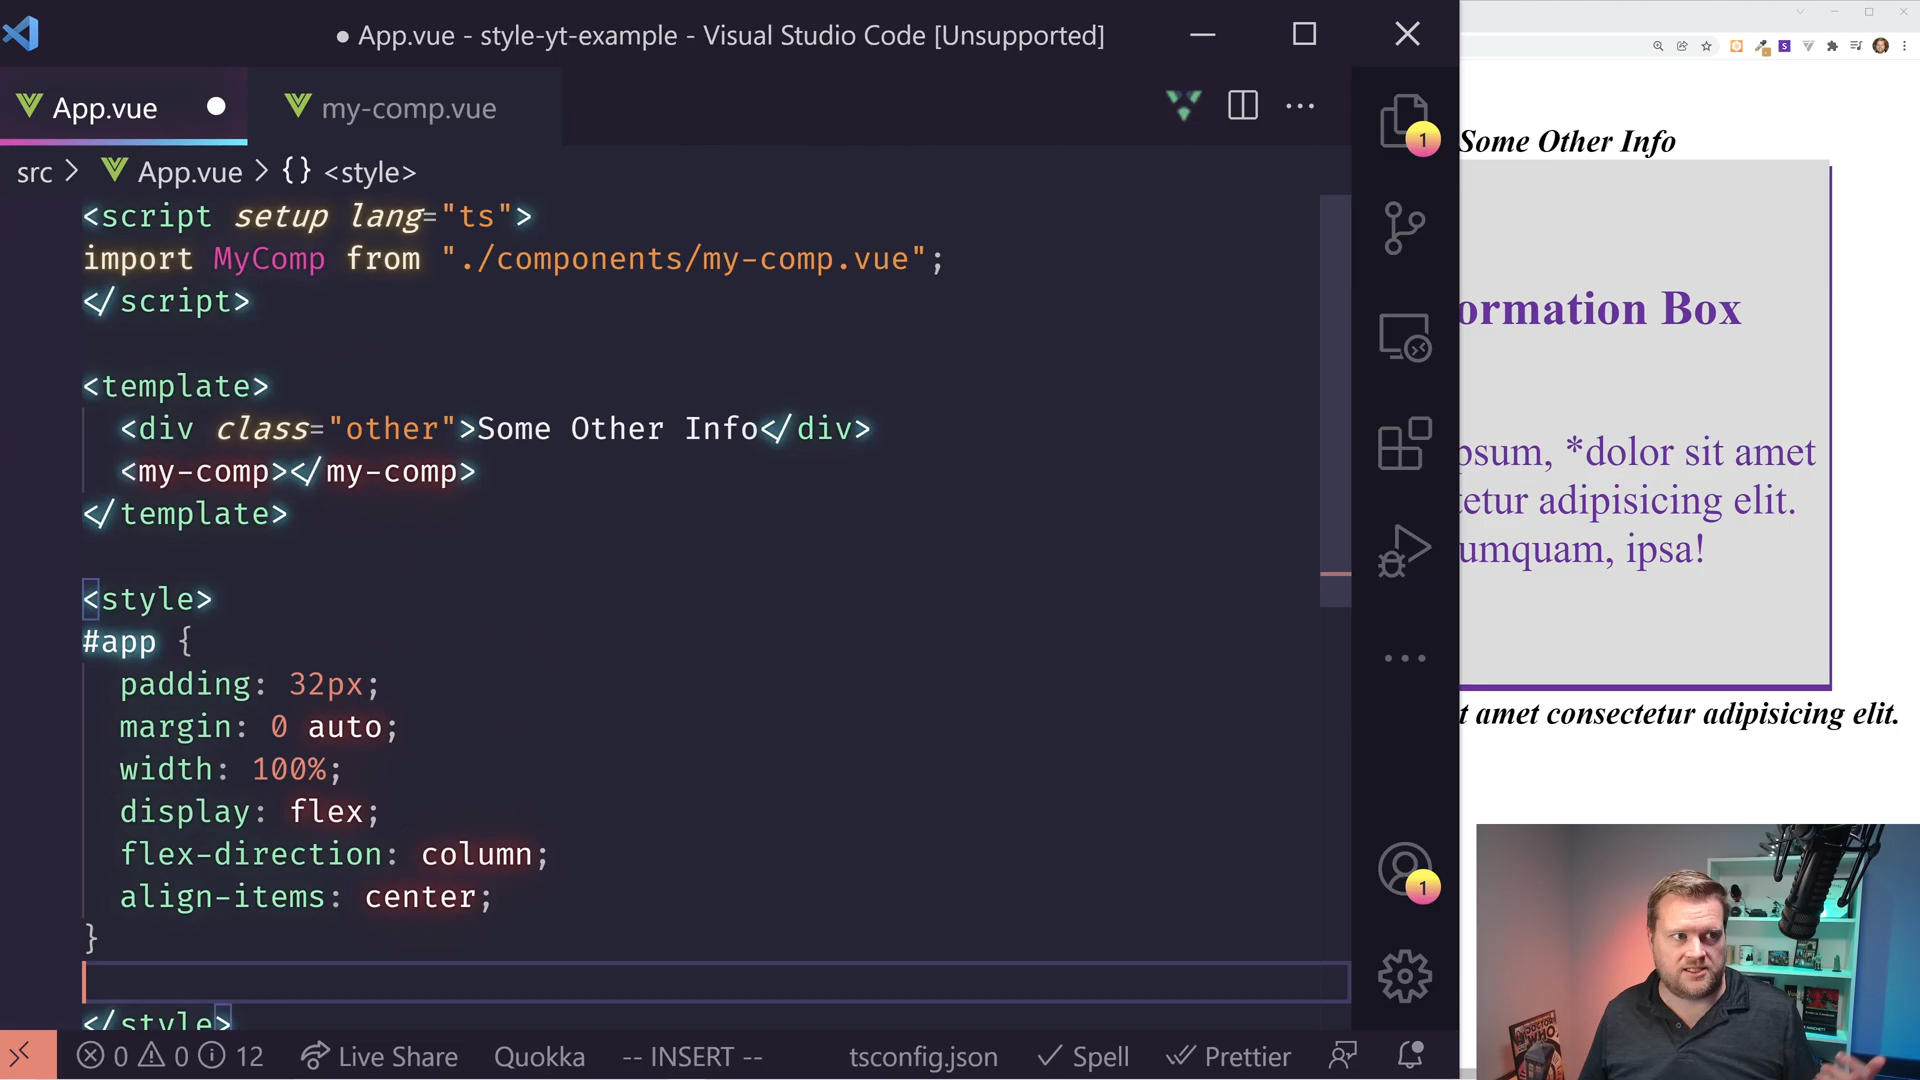 App.vue - style-yt-example - Visual Studio Code [Unsupported]
App.vue
my-comp.vue
src > App.vue > {} <style>
<script setup lang="ts">
import MyComp from "./components/my-comp.vue";
</script>
<template>
<div class="other">Some Other Info</div>
<my-comp></my-comp>
</template>
<style>
#app {
padding: 32px;
margin: 0 auto;
width: 100%;
display: flex;
flex-direction: column;
align-items: center;
}
</style>
0 0 12 Live Share Quokka -- INSERT -- tsconfig.json Spell Prettier
1
1
Some Other Info
ormation Box
psum, *dolor sit amet
tetur adipisicing elit.
umquam, ipsa!
t amet consectetur adipisicing elit.